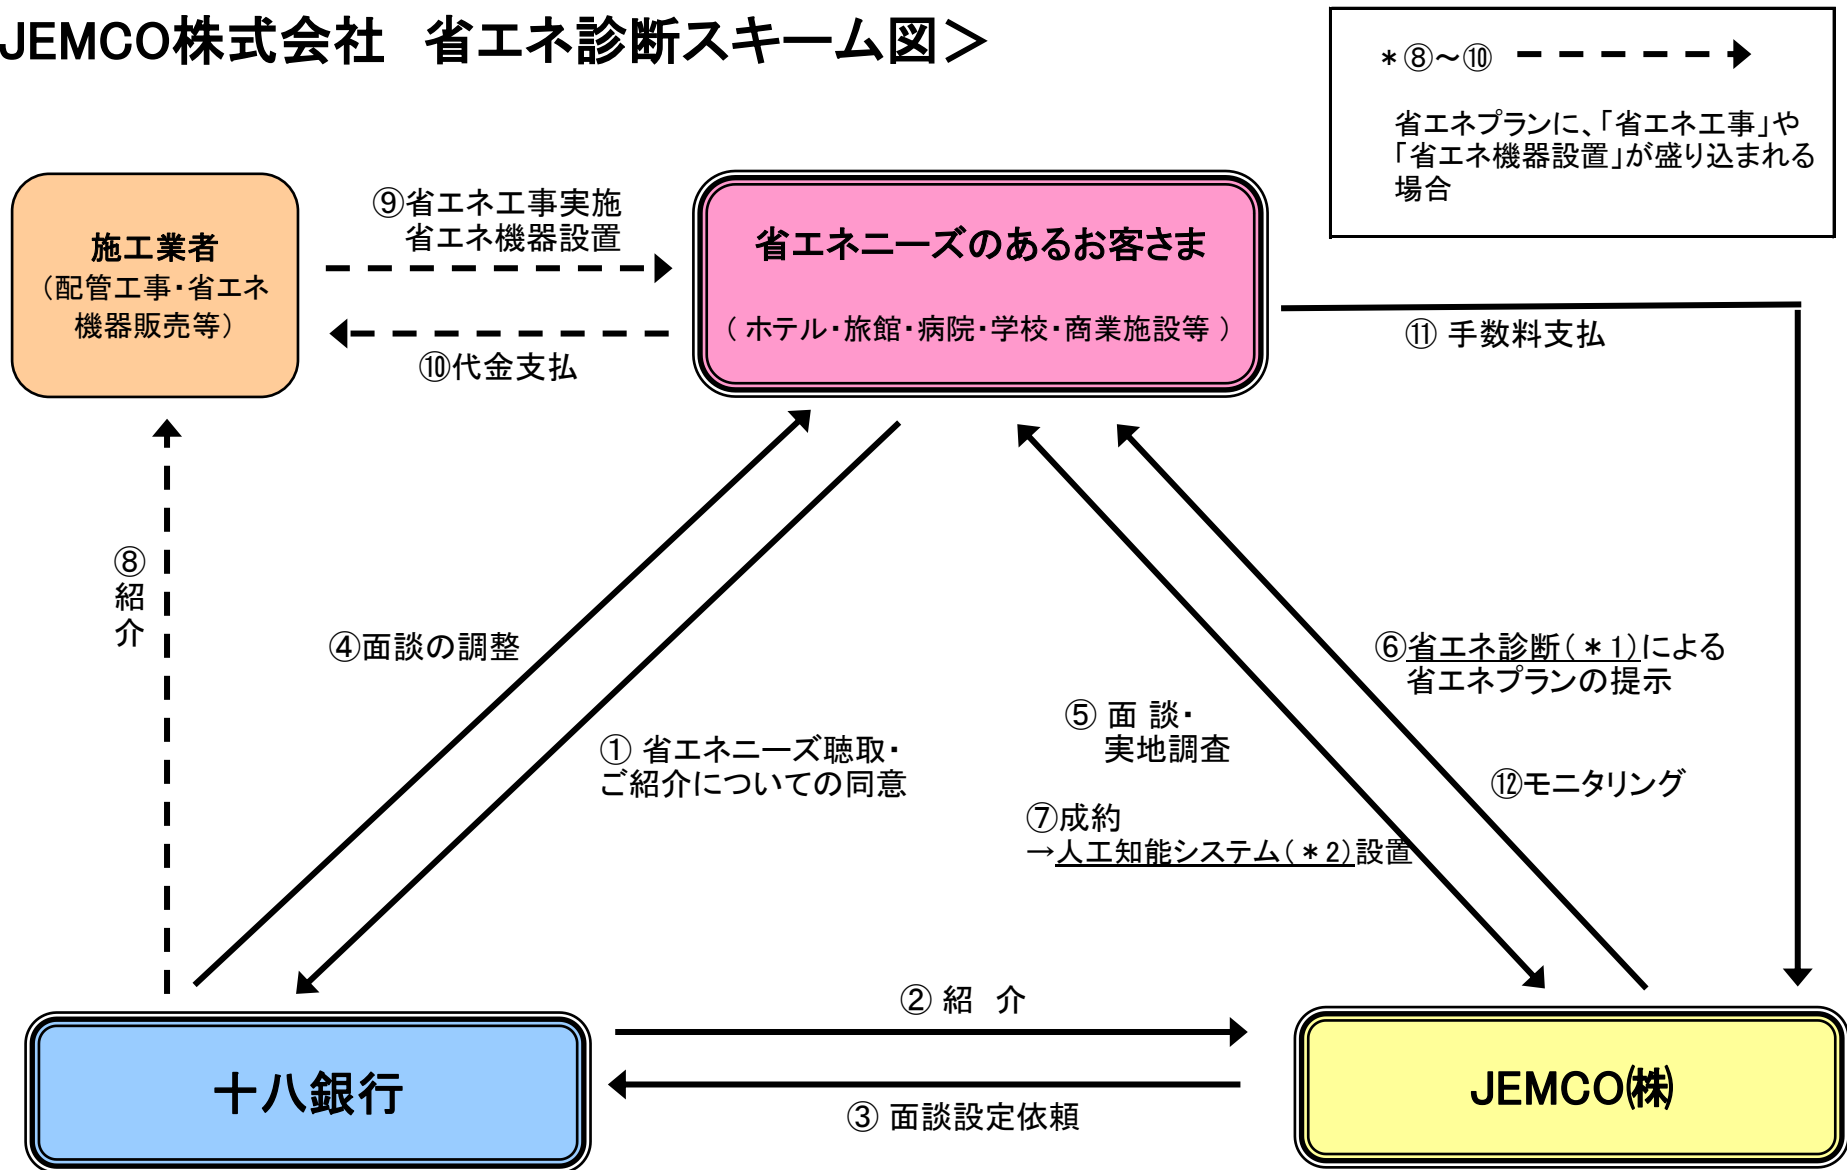 JEMCO株式会社　省エネ診断スキーム図＞
＊⑧～⑩
省エネプランに、「省エネ工事」や
「省エネ機器設置」が盛り込まれる
場合
施工業者
（配管工事・省エネ
機器販売等）
⑨省エネ工事実施
省エネ機器設置
⑩代金支払
省エネニーズのあるお客さま
（ ホテル・旅館・病院・学校・商業施設等 ）
⑪ 手数料支払
⑧
紹
介
④面談の調整
① 省エネニーズ聴取・
ご紹介についての同意
⑤ 面 談・
実地調査
⑦成約
→人工知能システム（＊2）設置
⑥省エネ診断（＊1）による
省エネプランの提示
⑫モニタリング
② 紹　介
③ 面談設定依頼
十八銀行
JEMCO㈱